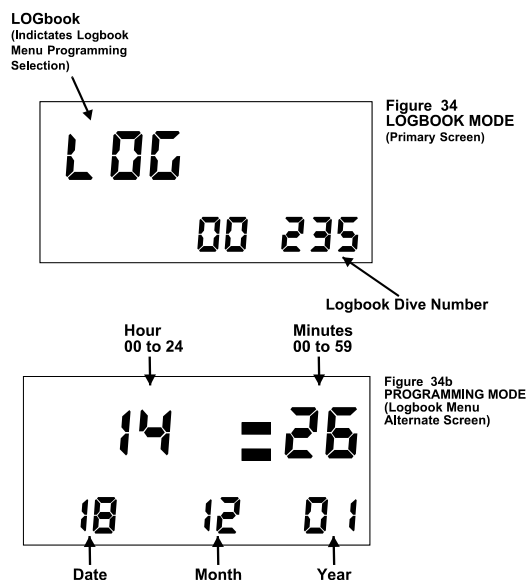 LOGbook
(Indictates Logbook
Menu Programming
Selection)
Figure 34
LOGBOOK MODE
(Primary Screen)
LOG
00 235
Logbook Dive Number
Hour
00 to 24
Minutes
00 to 59
Figure 34b
PROGRAMMING MODE
(Logbook Menu
Alternate Screen)
14 = 26
18 12 01
Date Month Year